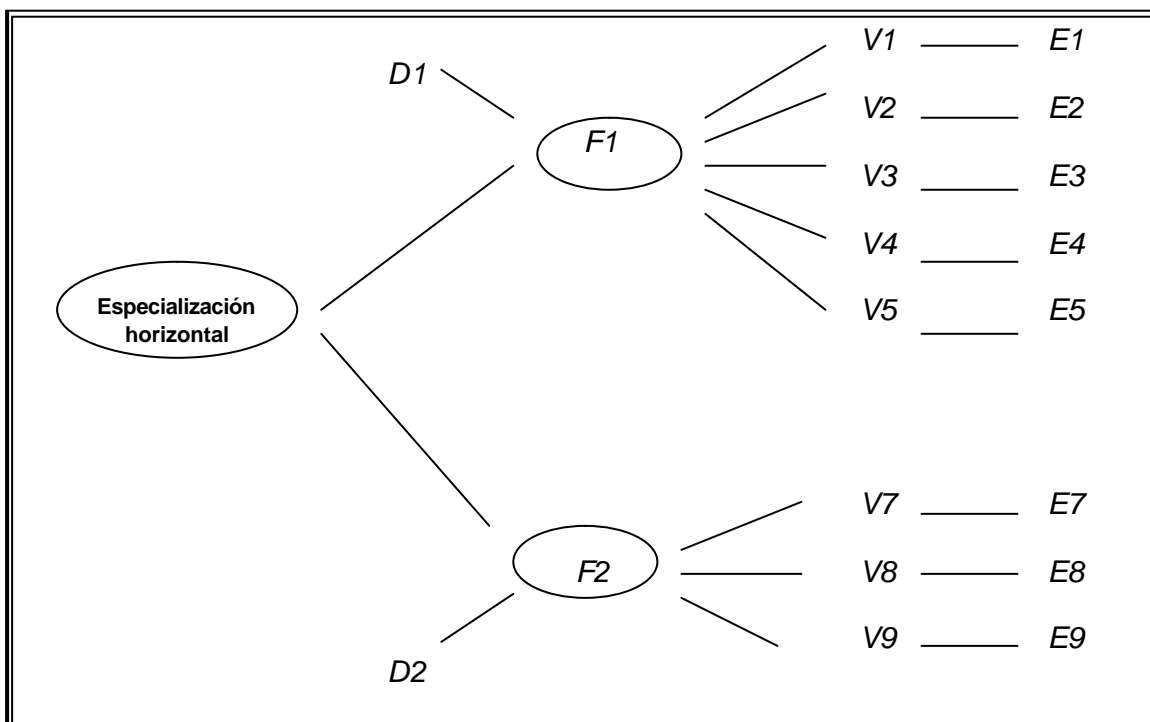 V1 E1
D1
V2 E2
F1
V3 E3
V4 E4
Especialización
horizontal
V5 E5
V7 E7
F2
V8 E8
V9 E9
D2